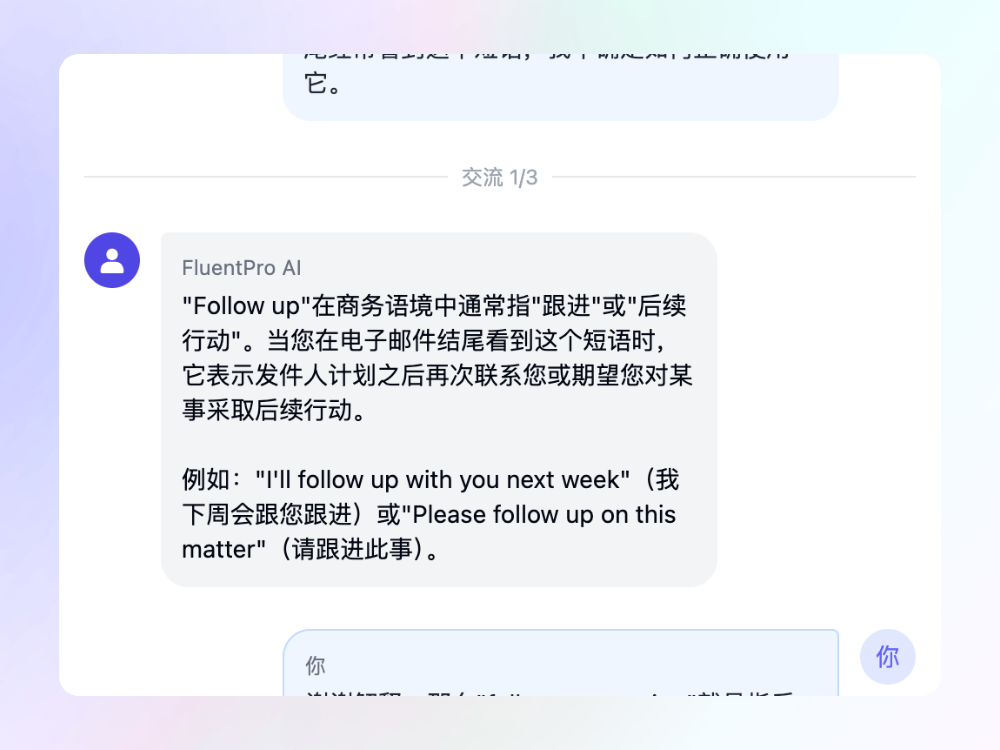 它。
交流 1/3
FluentPro AI
"Follow up"在商务语境中通常指"跟进"或"后续
行动"。当您在电子邮件结尾看到这个短语时，
它表示发件人计划之后再次联系您或期望您对某
事采取后续行动。
例如："I'll follow up with you next week"（我
下周会跟您跟进）或"Please follow up on this
matter"（请跟进此事）。
你
你